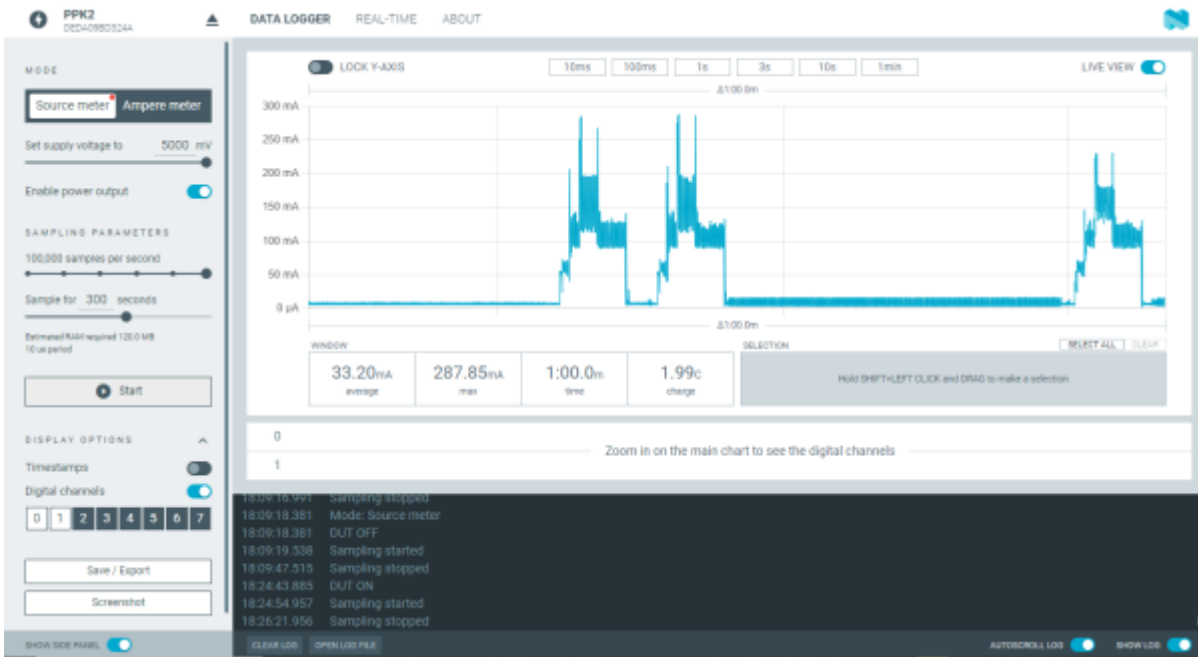 PPK2
DATA LOGGER REAL-TIME ABOUT
MODE
Source meter Ampere meter
Set supply voltage to 5000 mV
Enable power output
SAMPLING PARAMETERS
100,000 samples per second
Sample for 300 seconds
Estimated RAM required 120.0 MB
10 us period
Start
DISPLAY OPTIONS
Timestamps
Digital channels
0 1 2 3 4 5 6 7
Save / Export
Screenshot
SHOW SIDE PANEL
LOCK Y-AXIS 10ms 100ms 1s 3s 10s 1min LIVE VIEW
Δ1:00.0m
300 mA
250 mA
200 mA
150 mA
100 mA
50 mA
0 µA
Δ1:00.0m
WINDOW SELECTION SELECT ALL CLEAR
33.20mA 287.85mA 1:00.0m 1.99c
average max time charge
Hold SHIFT+LEFT CLICK and DRAG to make a selection
0
Zoom in on the main chart to see the digital channels
1
18:09:16.991 Sampling stopped
18:09:18.381 Mode: Source meter
18:09:18.381 DUT OFF
18:09:19.538 Sampling started
18:09:47.515 Sampling stopped
18:24:43.885 DUT ON
18:24:54.957 Sampling started
18:26:21.956 Sampling stopped
CLEAR LOG OPEN LOG FILE AUTOSCROLL LOG SHOW LOG